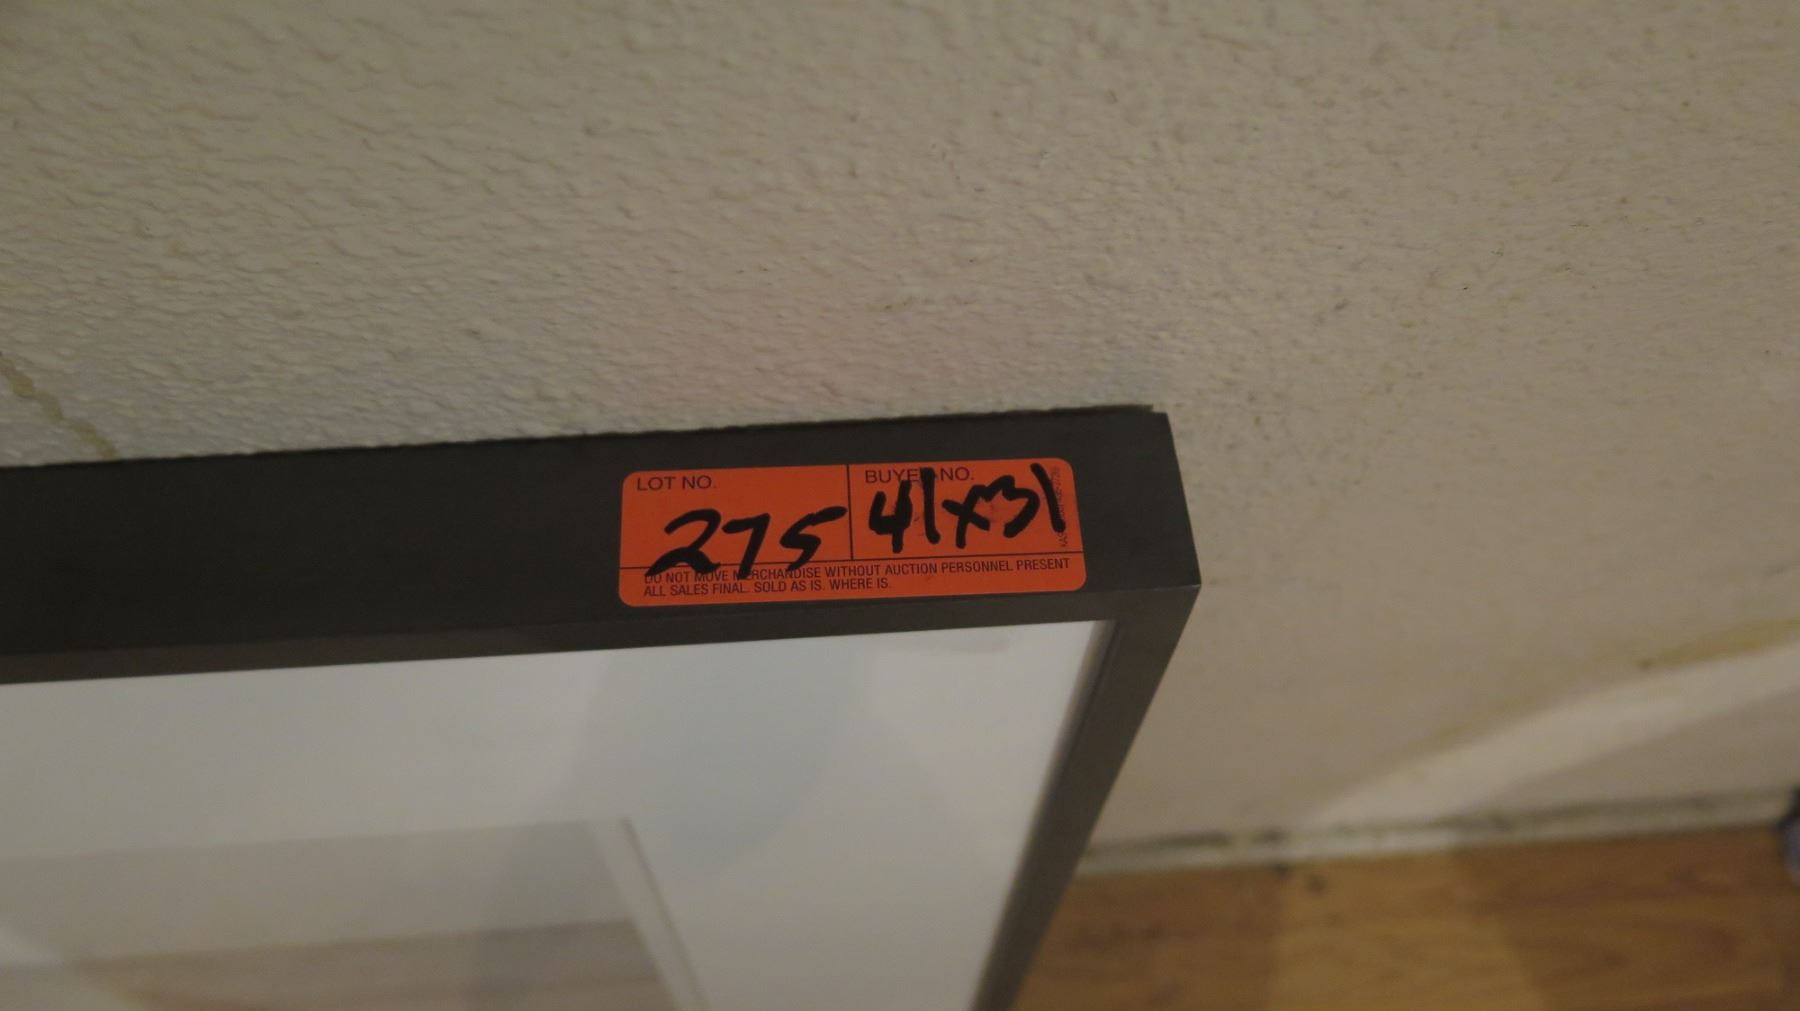 LOT NO. BUYER NO.
275 41x31
DO NOT MOVE MERCHANDISE WITHOUT AUCTION PERSONNEL PRESENT
ALL SALES FINAL. SOLD AS IS. WHERE IS.